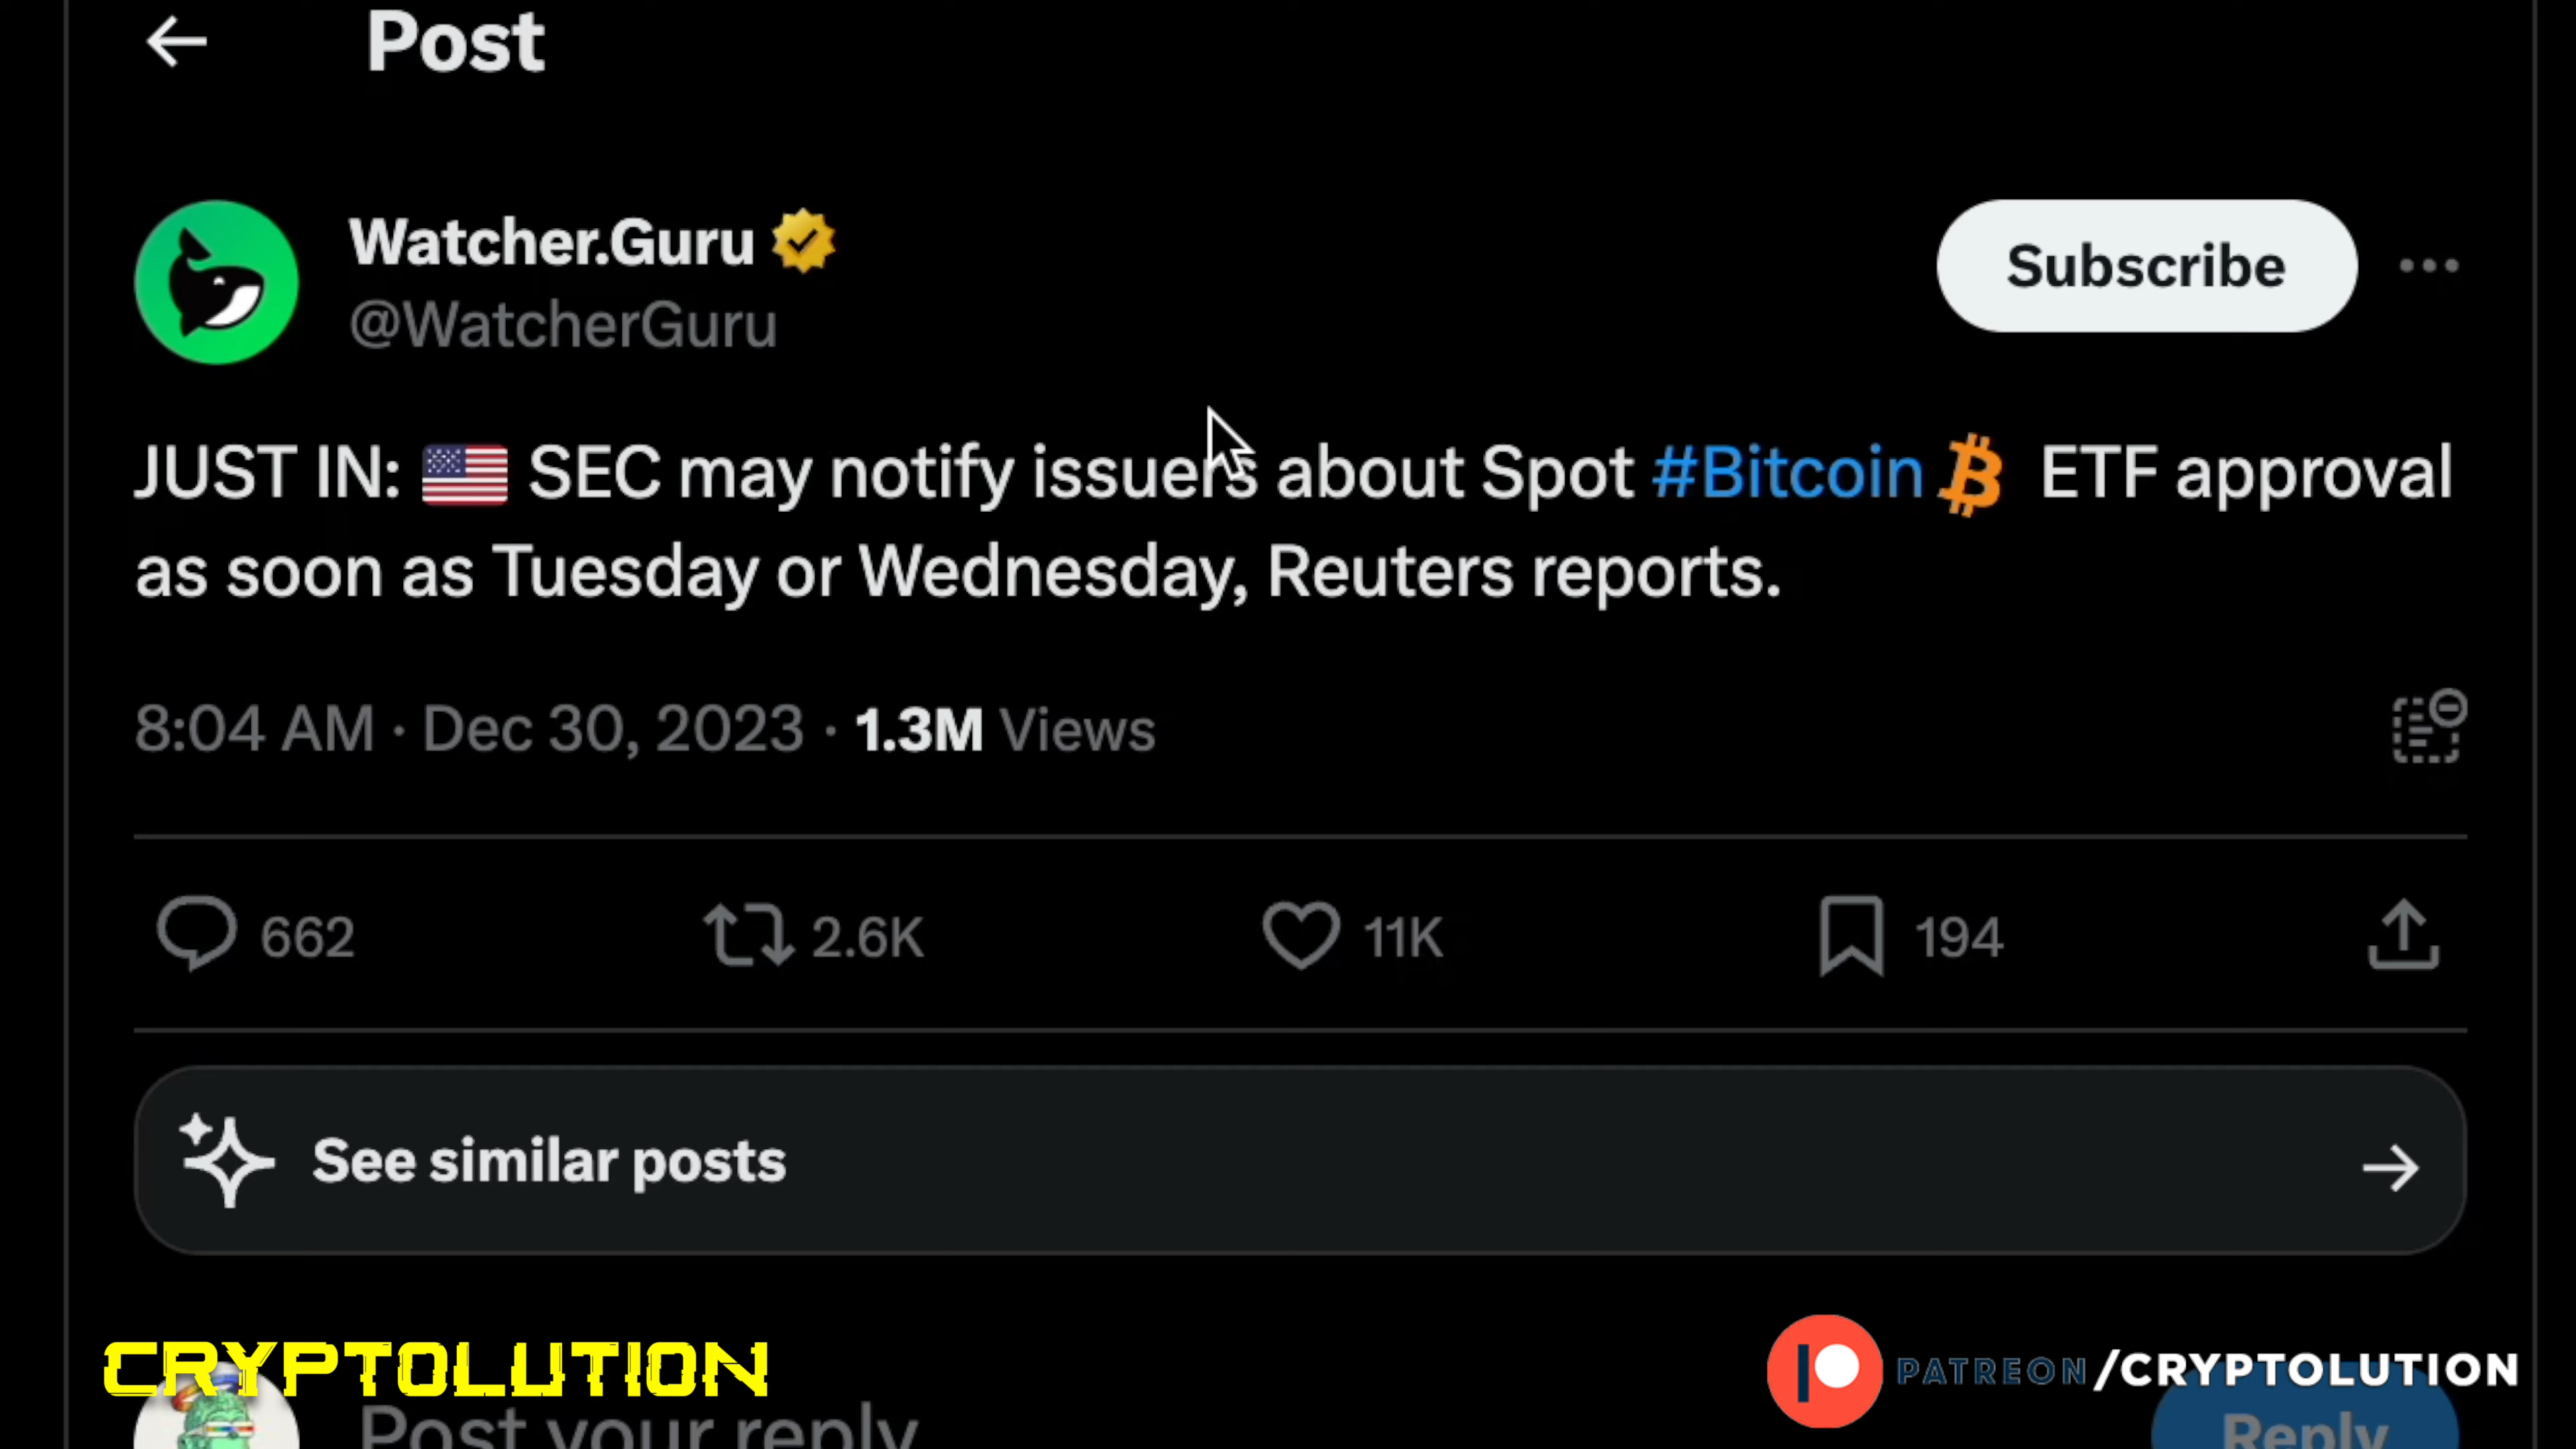 Post
Watcher.Guru
@WatcherGuru
Subscribe
JUST IN: 🇺🇸 SEC may notify issuers about Spot #Bitcoin ETF approval
as soon as Tuesday or Wednesday, Reuters reports.
8:04 AM · Dec 30, 2023 · 1.3M Views
662 2.6K 11K 194
See similar posts
CRYPTOLUTION
PATREON/CRYPTOLUTION
Post your reply
Reply